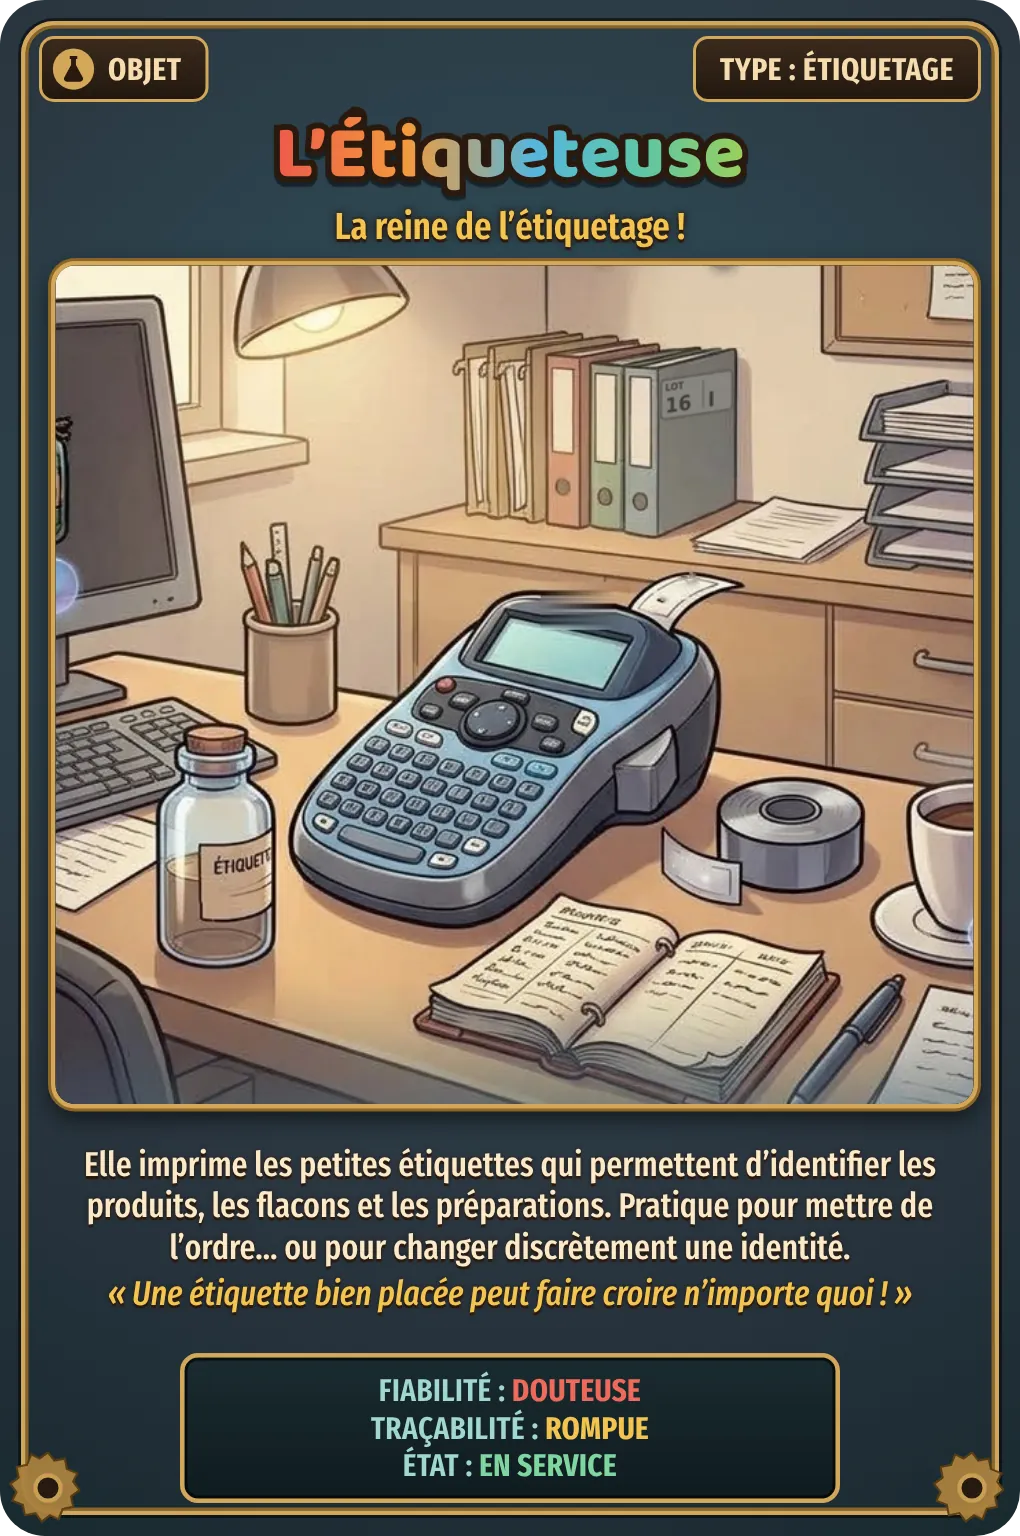 OBJET
TYPE : ÉTIQUETAGE
L’Étiqueteuse
La reine de l’étiquetage !
LOT
16 I
ÉTIQUET
Elle imprime les petites étiquettes qui permettent d’identifier les
produits, les flacons et les préparations. Pratique pour mettre de
l’ordre... ou pour changer discrètement une identité.
« Une étiquette bien placée peut faire croire n’importe quoi ! »
FIABILITÉ : DOUTEUSE
TRAÇABILITÉ : ROMPUE
ÉTAT : EN SERVICE